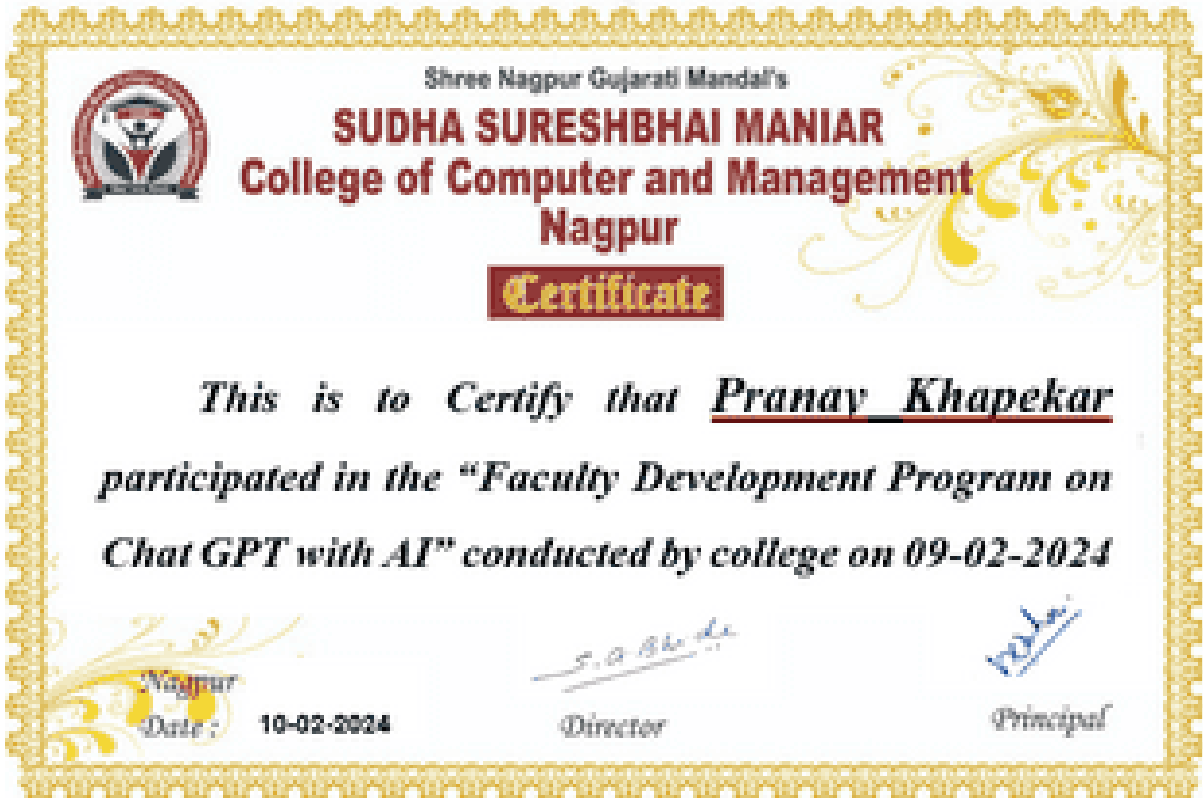 Shree Nagpur Gujarati Mandal's
SUDHA SURESHBHAI MANIAR
College of Computer and Management
Nagpur
Certificate
This is to Certify that Pranay Khapekar
participated in the “Faculty Development Program on
Chat GPT with AI” conducted by college on 09-02-2024
Nagpur
Date : 10-02-2024
Director
Principal